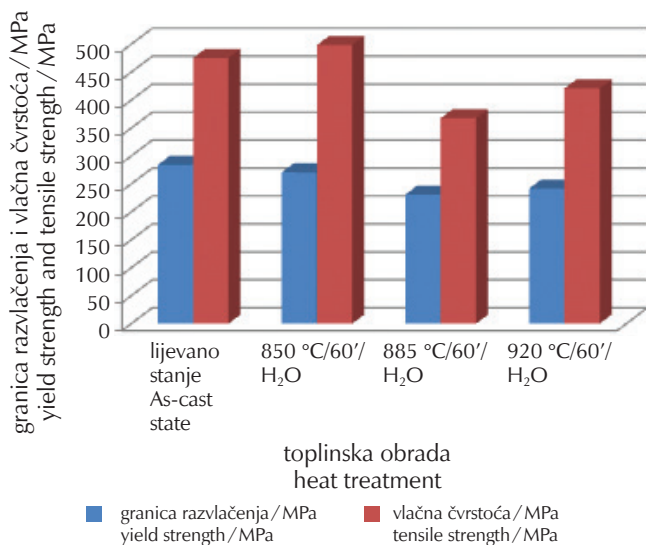 granica razvlačenja i vlačna čvrstoća / MPa
yield strength and tensile strength / MPa
500
450
400
350
300
250
200
150
100
50
0
lijevano
stanje
As-cast
state
850 °C/60′/
H₂O
885 °C/60′/
H₂O
920 °C/60′/
H₂O
toplinska obrada
heat treatment
granica razvlačenja / MPa
yield strength / MPa
vlačna čvrstoća / MPa
tensile strength / MPa